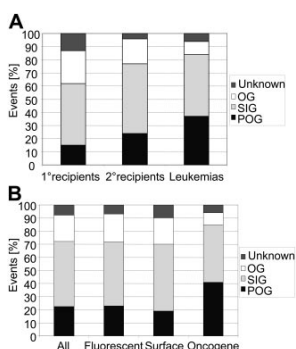 A
Events [%]
100
90
80
70
60
50
40
30
20
10
0
1°recipients 2°recipients Leukemias
Unknown
OG
SIG
POG
B
Events [%]
100
90
80
70
60
50
40
30
20
10
0
All Fluorescent Surface Oncogene
Unknown
OG
SIG
POG